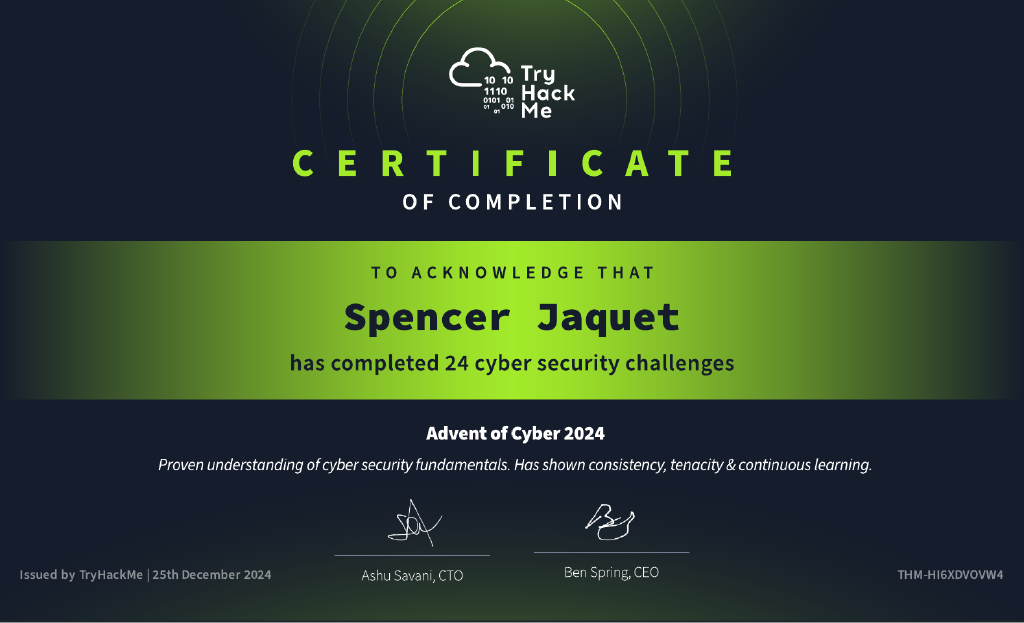 10 10
1110
0101 01
01 010
01
Try
Hack
Me
CERTIFICATE
OF COMPLETION
TO ACKNOWLEDGE THAT
Spencer Jaquet
has completed 24 cyber security challenges
Advent of Cyber 2024
Proven understanding of cyber security fundamentals. Has shown consistency, tenacity & continuous learning.
Ashu Savani, CTO
Ben Spring, CEO
Issued by TryHackMe | 25th December 2024
THM-HI6XDVOVW4